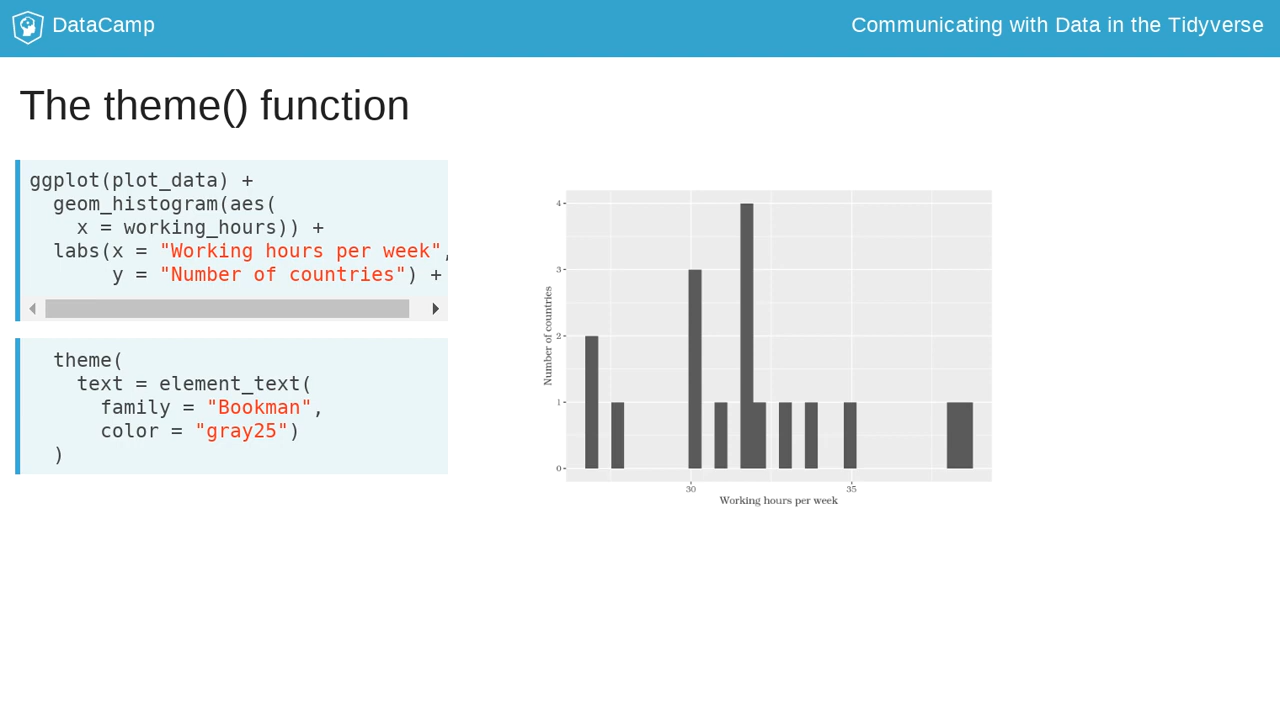 DataCamp
Communicating with Data in the Tidyverse
The theme() function
ggplot(plot_data) +
  geom_histogram(aes(
    x = working_hours)) +
  labs(x = "Working hours per week",
       y = "Number of countries") +
  theme(
    text = element_text(
      family = "Bookman",
      color = "gray25")
  )
4
3
2
1
0
Number of countries
30
35
Working hours per week